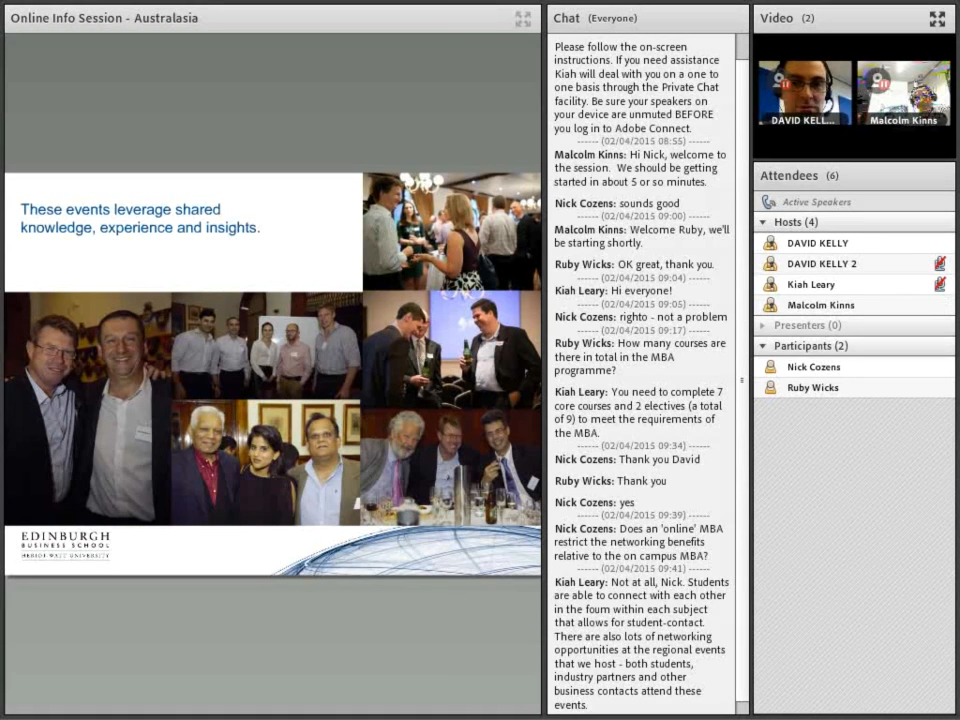 Online Info Session - Australasia
These events leverage shared
knowledge, experience and insights.
EDINBURGH
BUSINESS SCHOOL
HERIOT-WATT UNIVERSITY
Chat (Everyone)
Please follow the on-screen
instructions. If you need assistance
Kiah will deal with you on a one to
one basis through the Private Chat
facility. Be sure your speakers on
your device are unmuted BEFORE
you log in to Adobe Connect.
------ (02/04/2015 08:55) ------
Malcolm Kinns: Hi Nick, welcome to
the session. We should be getting
started in about 5 or so minutes.
Nick Cozens: sounds good
------ (02/04/2015 09:00) ------
Malcolm Kinns: Welcome Ruby, we'll
be starting shortly.
Ruby Wicks: OK great, thank you.
------ (02/04/2015 09:04) ------
Kiah Leary: Hi everyone!
------ (02/04/2015 09:05) ------
Nick Cozens: righto - not a problem
------ (02/04/2015 09:17) ------
Ruby Wicks: How many courses are
there in total in the MBA
programme?
Kiah Leary: You need to complete 7
core courses and 2 electives (a total
of 9) to meet the requirements of
the MBA.
------ (02/04/2015 09:34) ------
Nick Cozens: Thank you David
Ruby Wicks: Thank you
Nick Cozens: yes
------ (02/04/2015 09:39) ------
Nick Cozens: Does an 'online' MBA
restrict the networking benefits
relative to the on campus MBA?
------ (02/04/2015 09:41) ------
Kiah Leary: Not at all, Nick. Students
are able to connect with each other
in the foum within each subject
that allows for student-contact.
There are also lots of networking
opportunities at the regional events
that we host - both students,
industry partners and other
business contacts attend these
events.
Video (2)
DAVID KELL...
Malcolm Kinns
Attendees (6)
Active Speakers
Hosts (4)
DAVID KELLY
DAVID KELLY 2
Kiah Leary
Malcolm Kinns
Presenters (0)
Participants (2)
Nick Cozens
Ruby Wicks